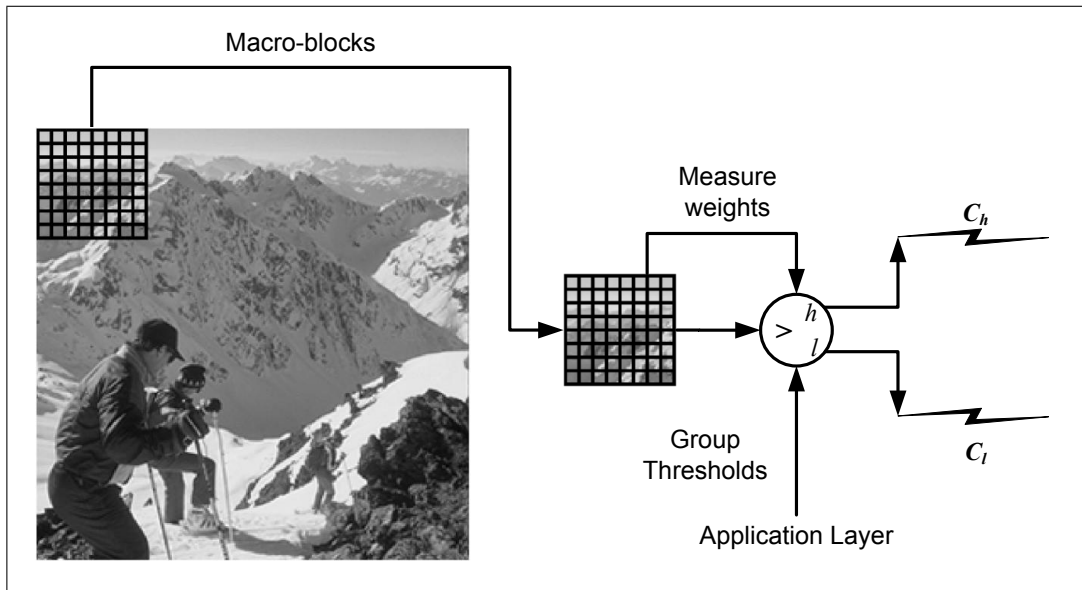 Macro-blocks
Measure
weights
C_h
>
h
l
Group
Thresholds
C_l
Application Layer